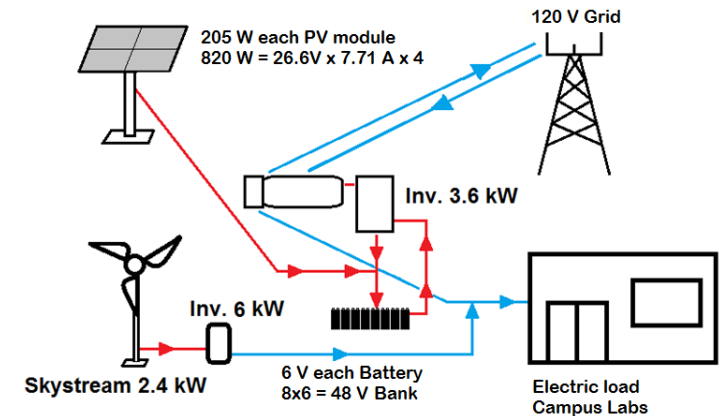 120 V Grid
205 W each PV module
820 W = 26.6V x 7.71 A x 4
Inv. 3.6 kW
Inv. 6 kW
6 V each Battery
8x6 = 48 V Bank
Skystream 2.4 kW
Electric load
Campus Labs